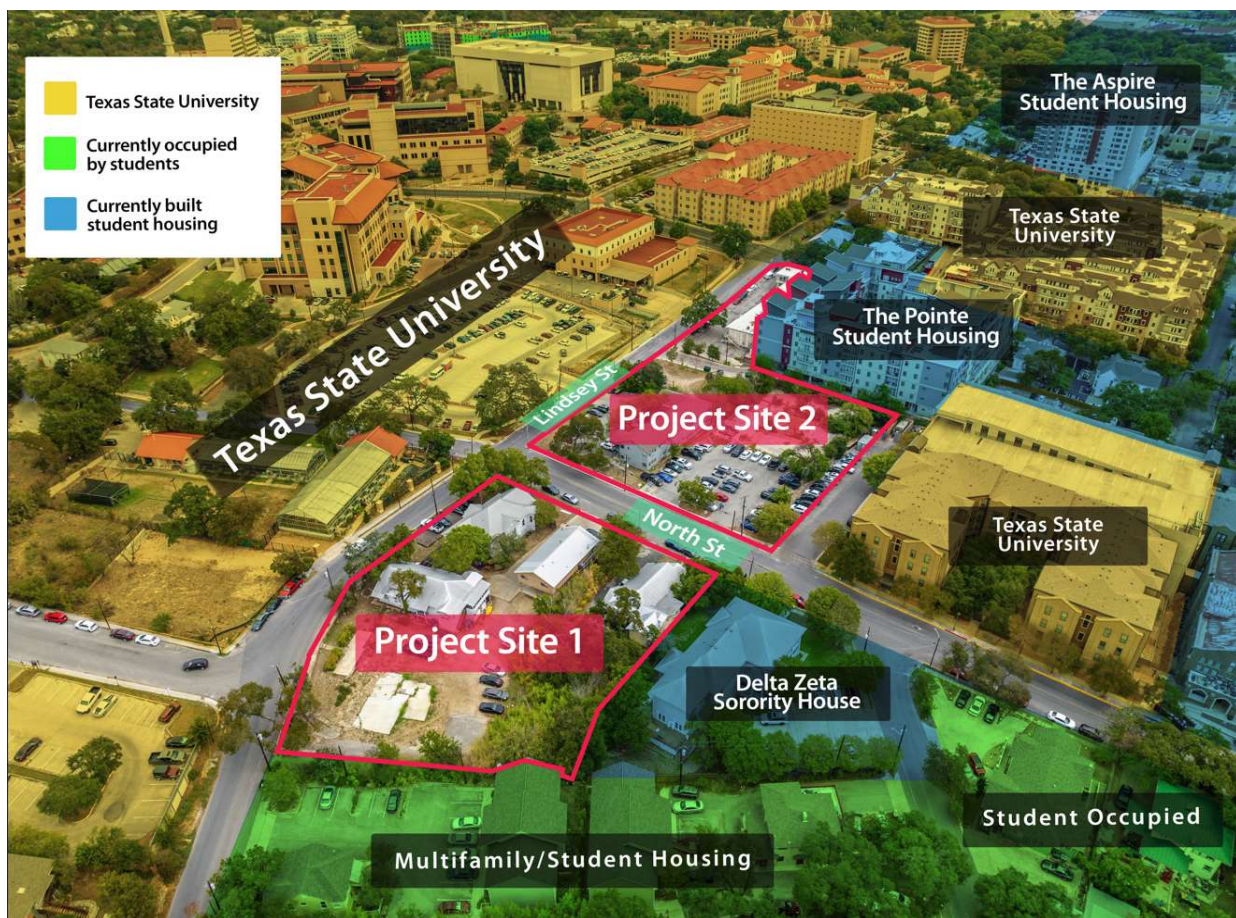 Texas State University
Currently occupied
by students
Currently built
student housing
The Aspire
Student Housing
Texas State
University
Texas State University
The Pointe
Student Housing
Lindsey St
Project Site 2
North St
Texas State
University
Project Site 1
Delta Zeta
Sorority House
Student Occupied
Multifamily/Student Housing